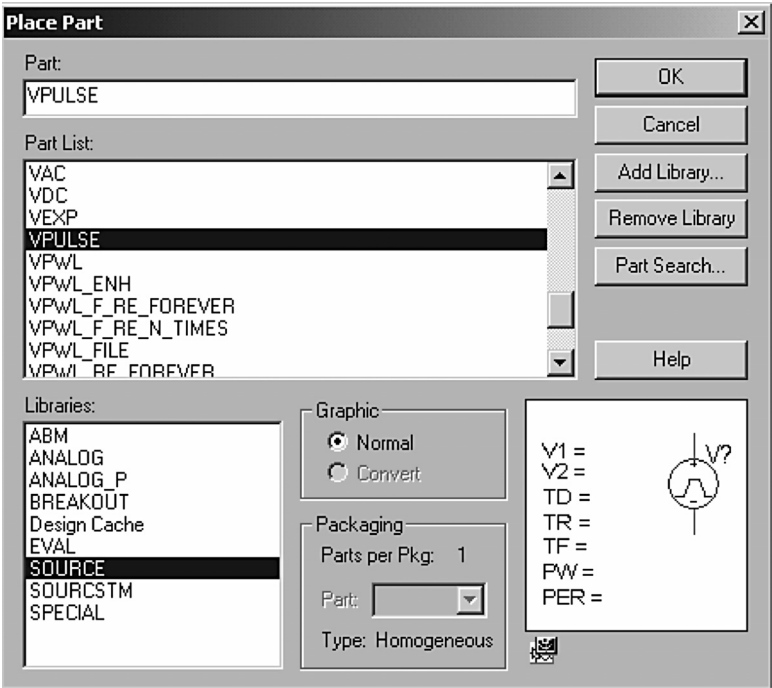 Place Part
Part:
VPULSE
Part List:
VAC
VDC
VEXP
VPULSE
VPWL
VPWL_ENH
VPWL_F_RE_FOREVER
VPWL_F_RE_N_TIMES
VPWL_FILE
VPWL_RE_FOREVER
OK
Cancel
Add Library...
Remove Library
Part Search...
Help
Libraries:
ABM
ANALOG
ANALOG_P
BREAKOUT
Design Cache
EVAL
SOURCE
SOURCSTM
SPECIAL
Graphic
Normal
Convert
Packaging
Parts per Pkg: 1
Part:
Type: Homogeneous
V1 =
V2 =
TD =
TR =
TF =
PW =
PER =
V?